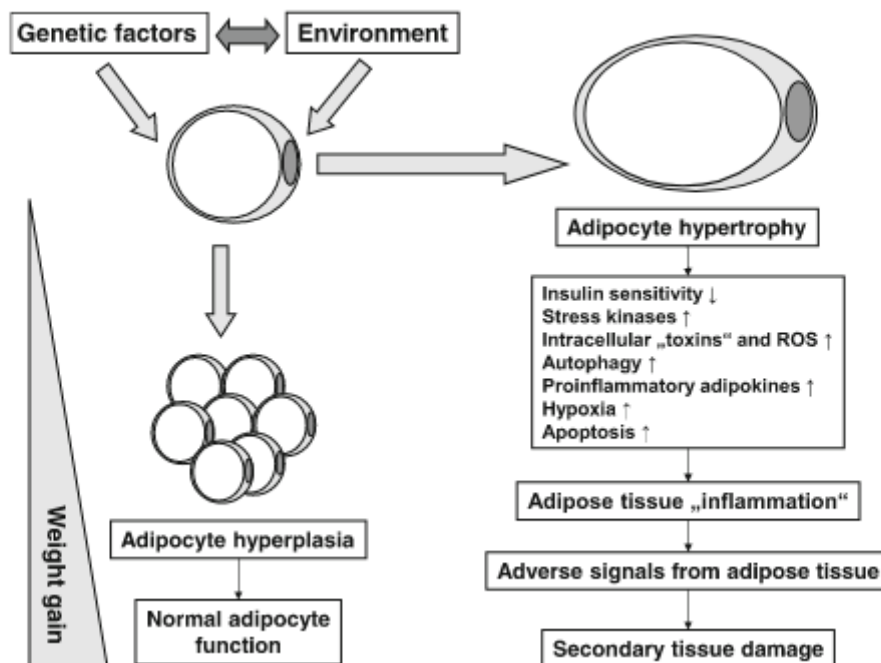 Genetic factors
Environment
Adipocyte hypertrophy
Insulin sensitivity ↓
Stress kinases ↑
Intracellular „toxins“ and ROS ↑
Autophagy ↑
Proinflammatory adipokines ↑
Hypoxia ↑
Apoptosis ↑
Adipose tissue „inflammation“
Adverse signals from adipose tissue
Secondary tissue damage
Adipocyte hyperplasia
Normal adipocyte
function
Weight gain